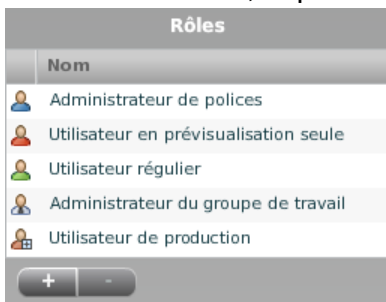 Rôles
Nom
Administrateur de polices
Utilisateur en prévisualisation seule
Utilisateur régulier
Administrateur du groupe de travail
Utilisateur de production
+ -